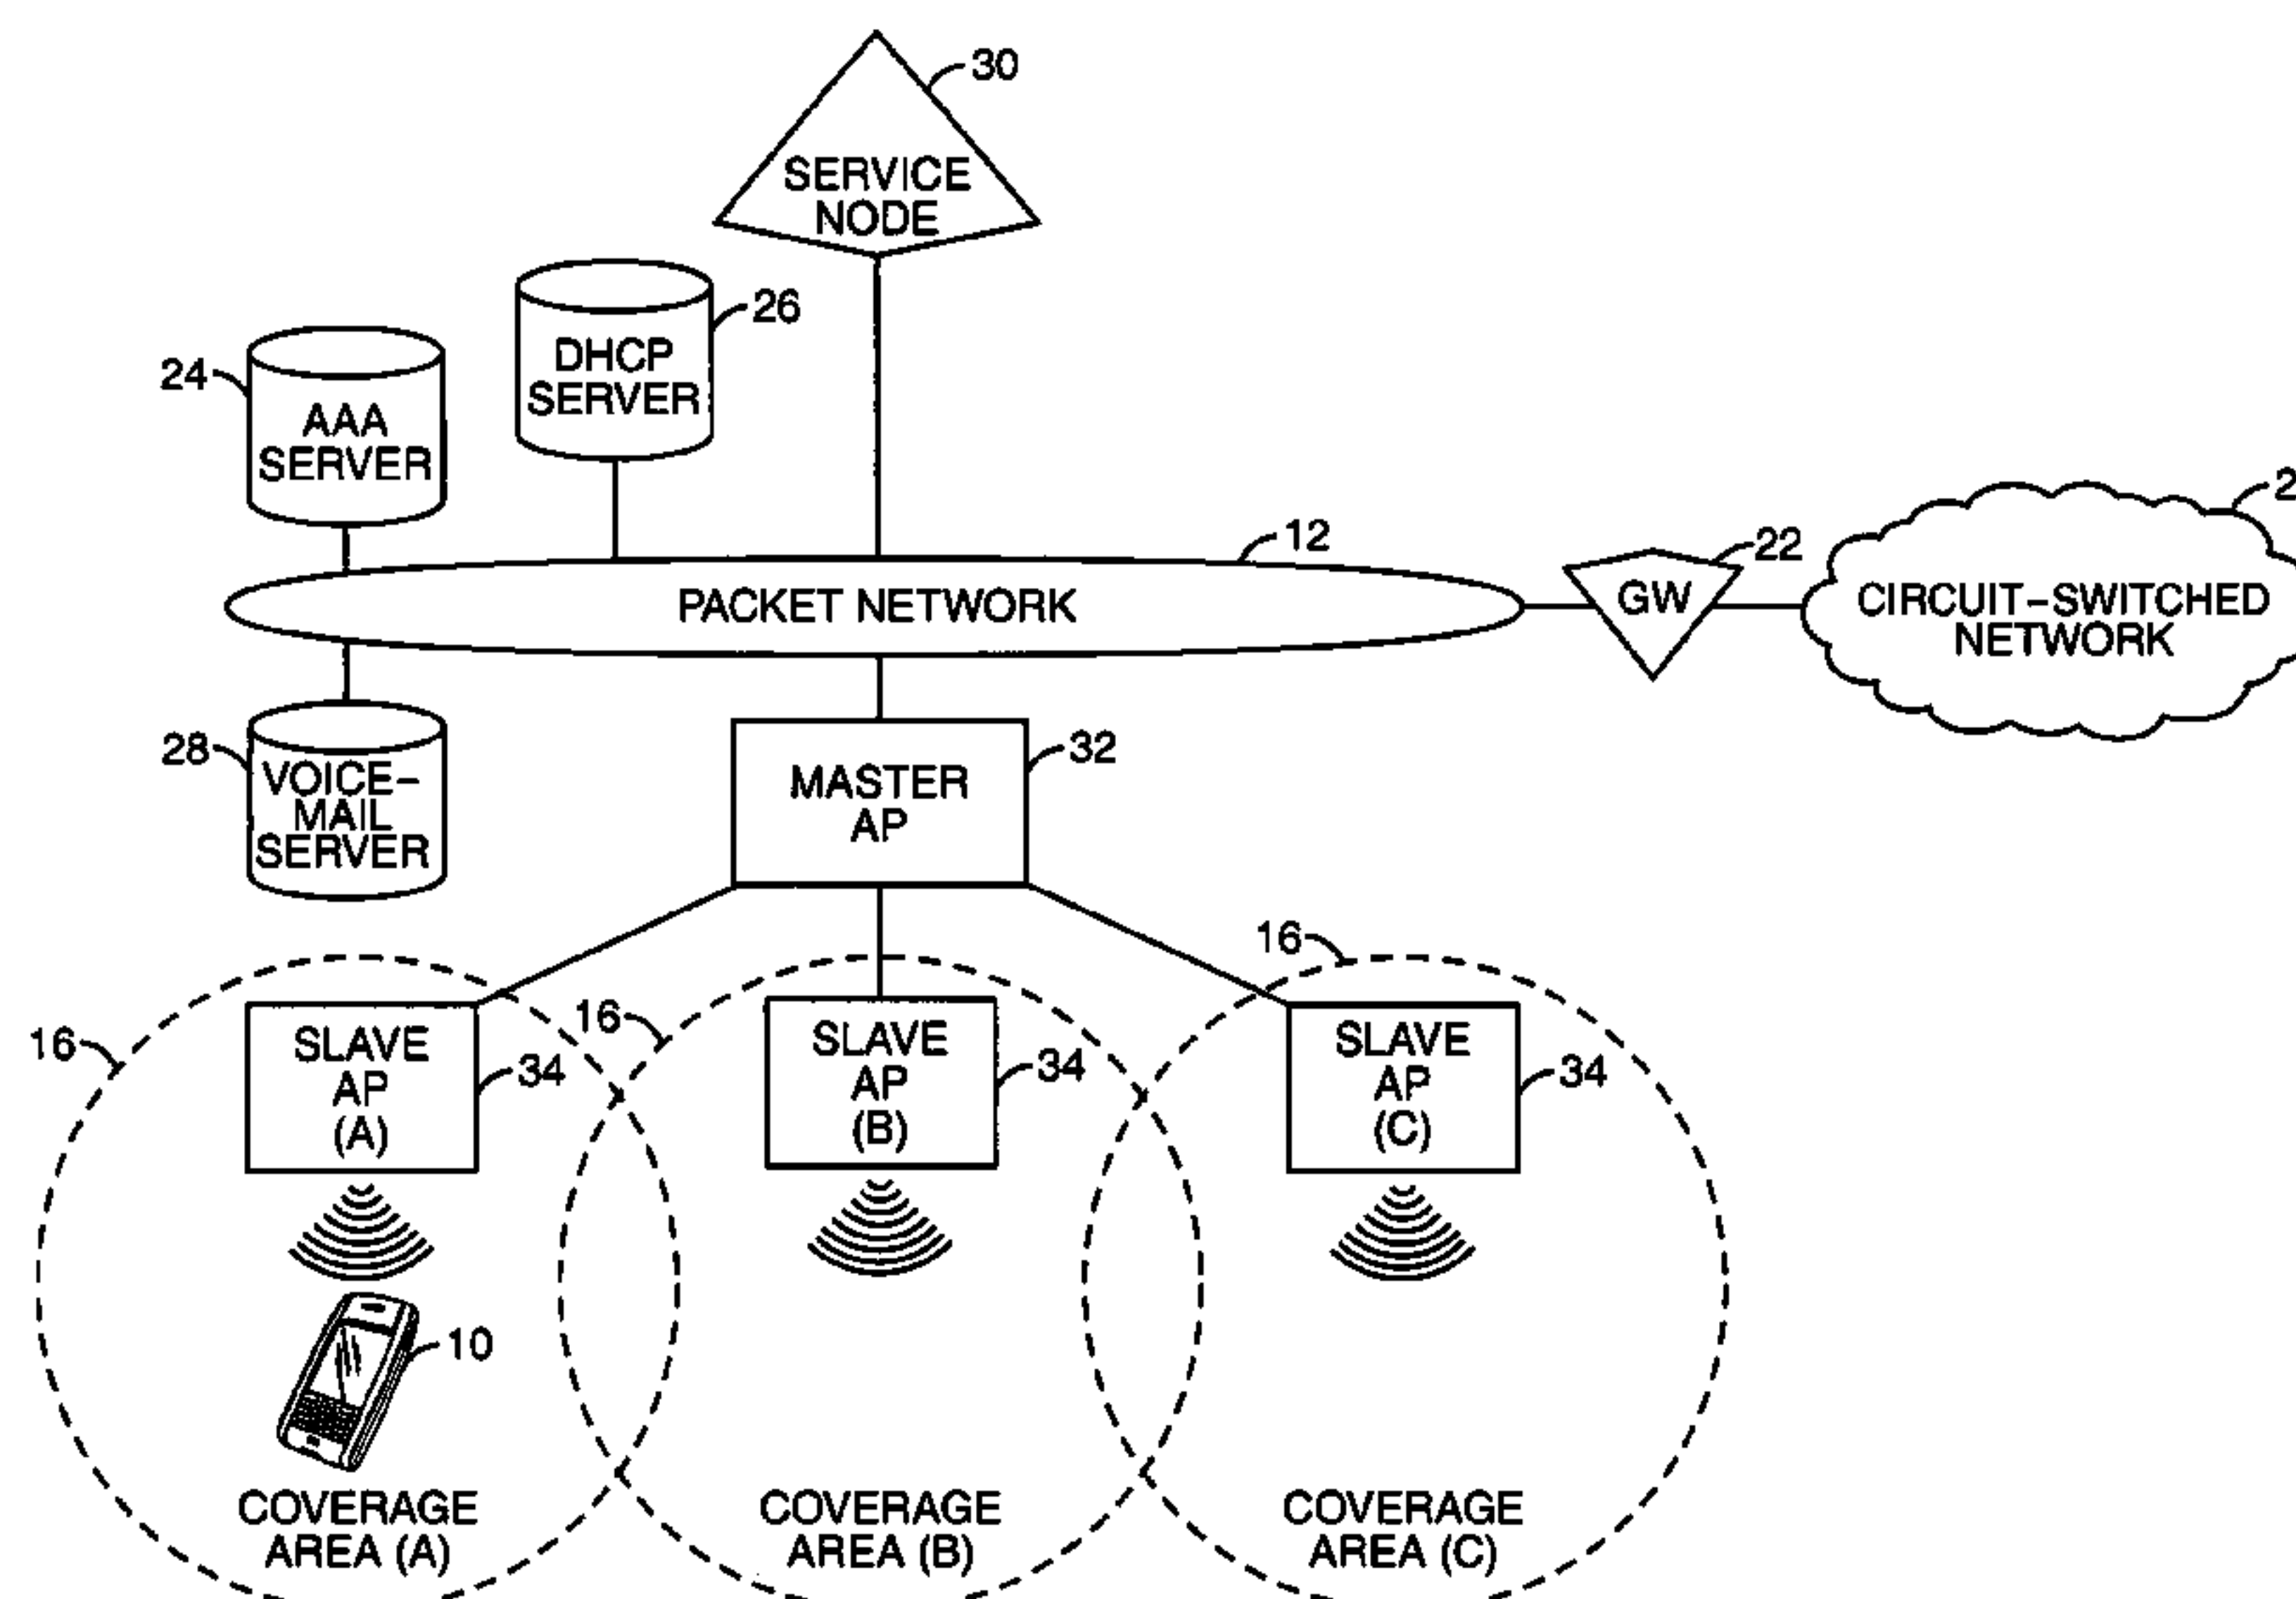 30
SERVICE
NODE
26
DHCP
SERVER
24
AAA
SERVER
12
PACKET NETWORK
22
GW
2
CIRCUIT-SWITCHED
NETWORK
28
VOICE-
MAIL
SERVER
32
MASTER
AP
16
SLAVE
AP
(A)
34
16
SLAVE
AP
(B)
34
16
SLAVE
AP
(C)
34
10
COVERAGE
AREA (A)
COVERAGE
AREA (B)
COVERAGE
AREA (C)